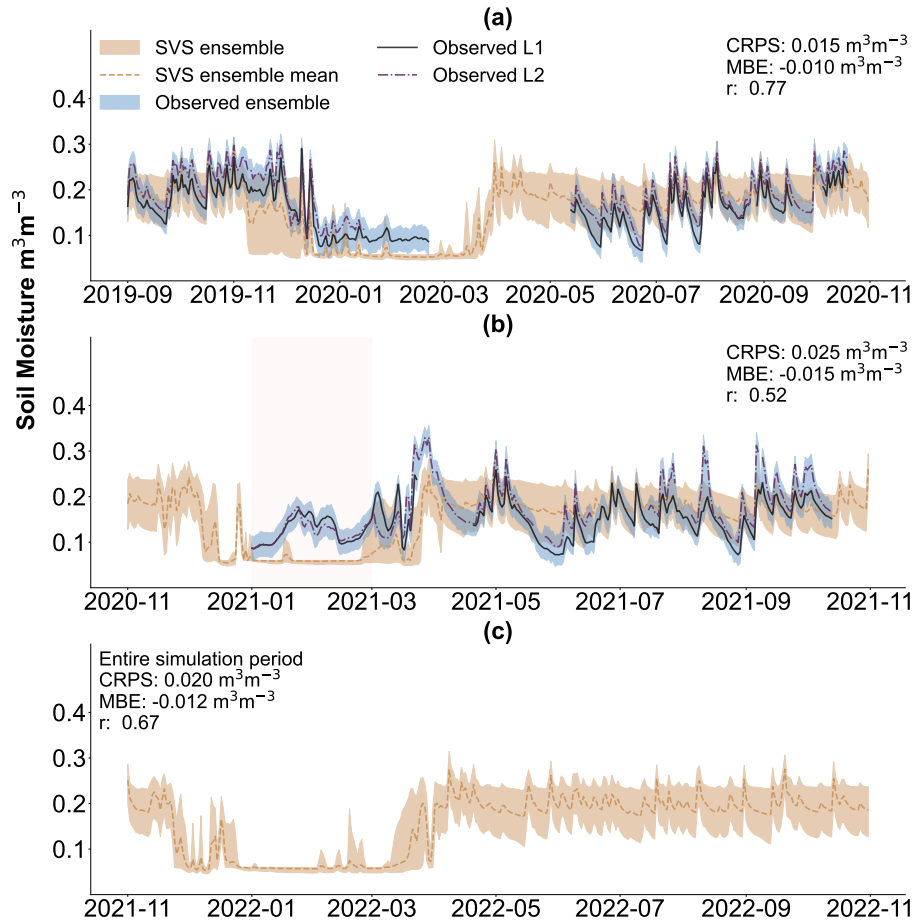 (a)
SVS ensemble
SVS ensemble mean
Observed ensemble
Observed L1
Observed L2
CRPS: 0.015 m³m⁻³
MBE: -0.010 m³m⁻³
r: 0.77
0.4
0.3
0.2
0.1
2019-09 2019-11 2020-01 2020-03 2020-05 2020-07 2020-09 2020-11
Soil Moisture m³m⁻³
(b)
CRPS: 0.025 m³m⁻³
MBE: -0.015 m³m⁻³
r: 0.52
0.4
0.3
0.2
0.1
2020-11 2021-01 2021-03 2021-05 2021-07 2021-09 2021-11
(c)
Entire simulation period
CRPS: 0.020 m³m⁻³
MBE: -0.012 m³m⁻³
r: 0.67
0.4
0.3
0.2
0.1
2021-11 2022-01 2022-03 2022-05 2022-07 2022-09 2022-11